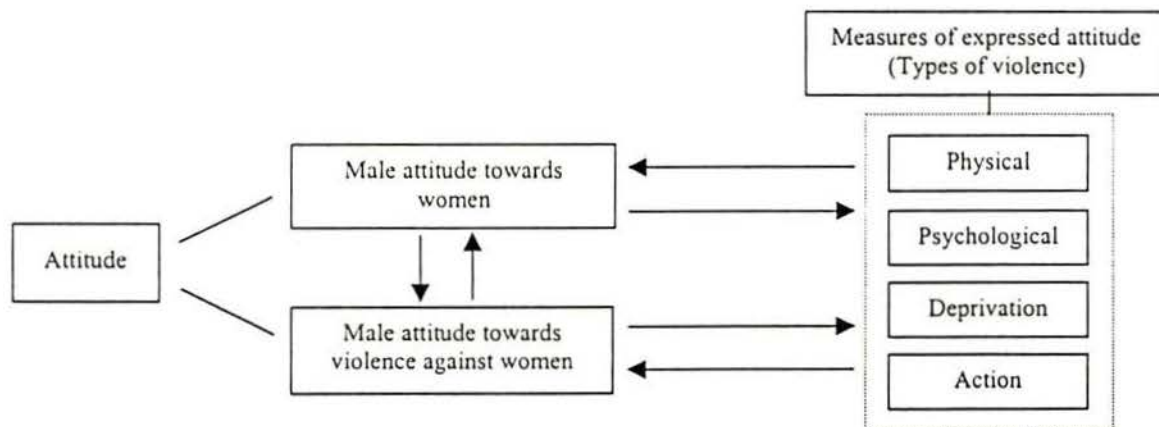 Measures of expressed attitude
(Types of violence)
Male attitude towards
women
Physical
Psychological
Attitude
Male attitude towards
violence against women
Deprivation
Action